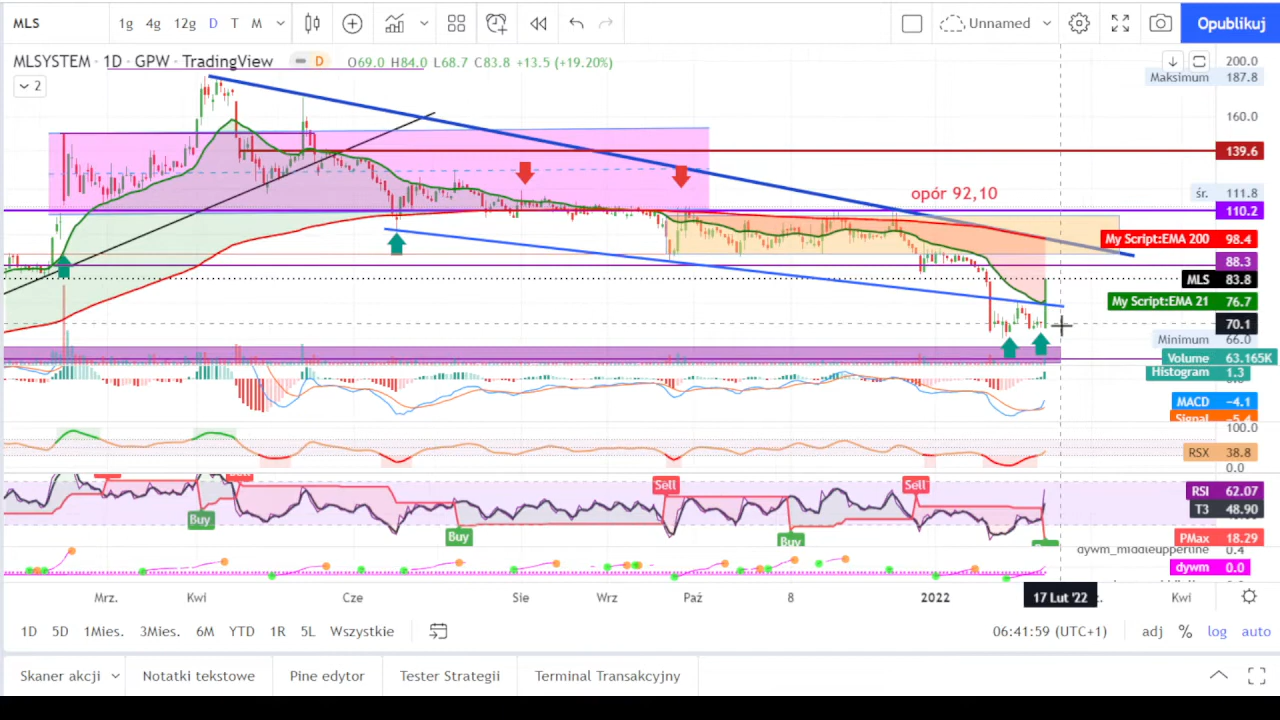 MLS 1g 4g 12g D T M Unnamed Opublikuj
MLSYSTEM · 1D · GPW · TradingView D O69.0 H84.0 L68.7 C83.8 +13.5 (+19.20%)
2
200.0
Maksimum 187.8
160.0
139.6
opór 92,10
śr. 111.8
110.2
My Script:EMA 200 98.4
88.3
MLS 83.8
My Script:EMA 21 76.7
70.1
Minimum 66.0
Volume 63.165K
Histogram 1.3
MACD −4.1
Signal −5.4
100.0
RSX 38.8
0.0
Sell Sell
RSI 62.07
T3 48.90
Buy Buy Buy
PMax 18.29
dywm_middleupperline 0.4
dywm 0.0
Mrz. Kwi Cze Sie Wrz Paź 8 2022 17 Lut '22 Kwi
1D 5D 1Mies. 3Mies. 6M YTD 1R 5L Wszystkie 06:41:59 (UTC+1) adj % log auto
Skaner akcji Notatki tekstowe Pine edytor Tester Strategii Terminal Transakcyjny